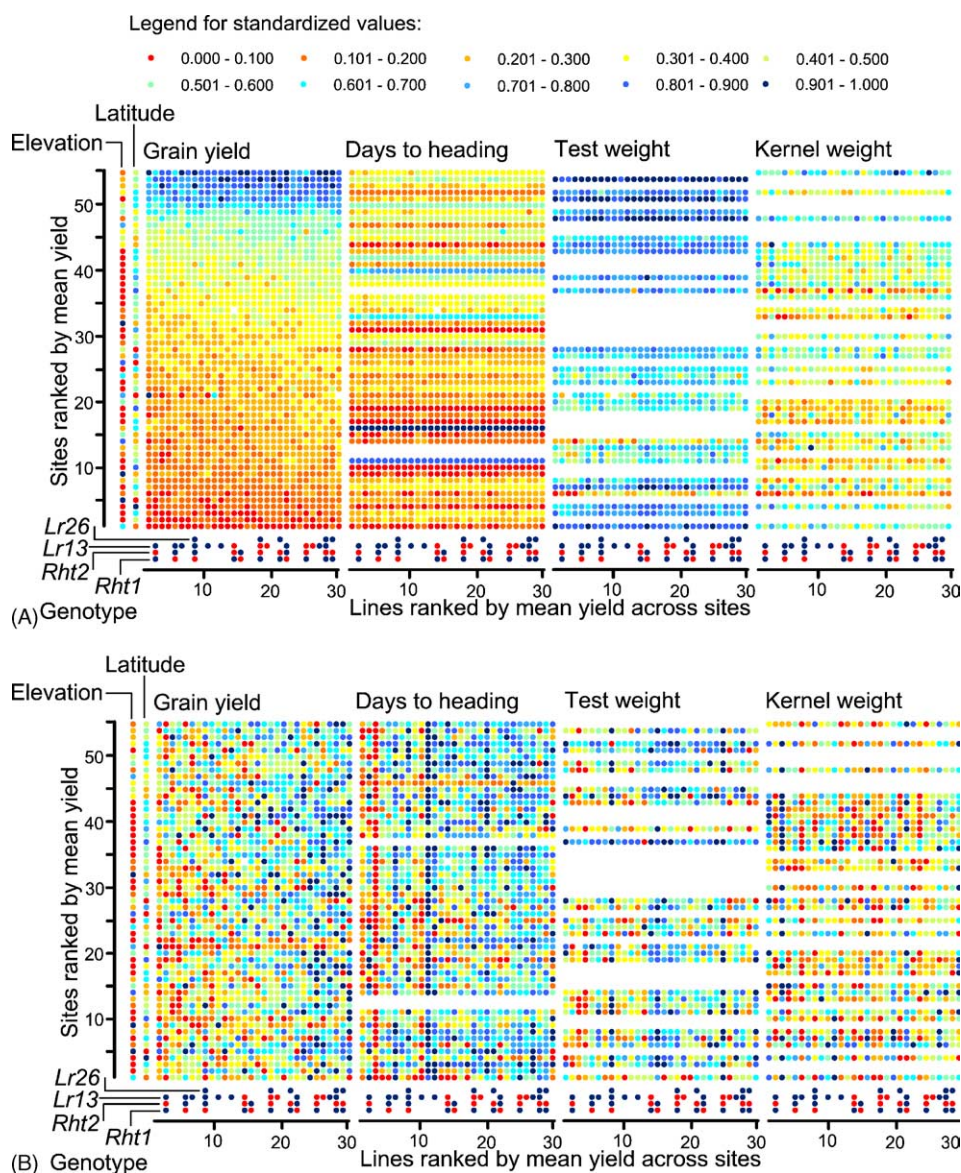 Legend for standardized values:
0.000 - 0.100 0.101 - 0.200 0.201 - 0.300 0.301 - 0.400 0.401 - 0.500
0.501 - 0.600 0.601 - 0.700 0.701 - 0.800 0.801 - 0.900 0.901 - 1.000
Latitude
Elevation
Grain yield Days to heading Test weight Kernel weight
Sites ranked by mean yield
50
40
30
20
10
Lr26
Lr13
Rht2
Rht1
10 20 30 10 20 30 10 20 30 10 20 30
(A) Genotype Lines ranked by mean yield across sites
Latitude
Elevation
Grain yield Days to heading Test weight Kernel weight
Sites ranked by mean yield
50
40
30
20
10
Lr26
Lr13
Rht2
Rht1
10 20 30 10 20 30 10 20 30 10 20 30
(B) Genotype Lines ranked by mean yield across sites